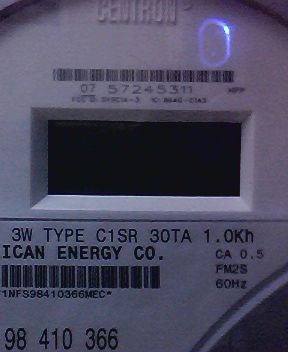 CENTRON®
07 57245311
3W TYPE C1SR 30TA 1.0Kh
ICAN ENERGY CO. CA 0.5
FM2S
1NFS98410366MEC* 60Hz
98 410 366